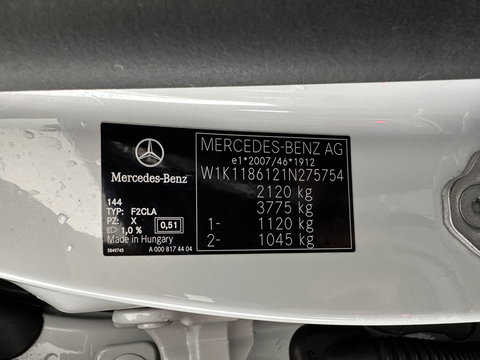 Mercedes-Benz
144
TYP: F2CLA
PZ: X
1,0 %
0,51
Made in Hungary
5849745
A 000 817 44 04
MERCEDES-BENZ AG
e1*2007/46*1912
W1K1186121N275754
2120 kg
3775 kg
1- 1120 kg
2- 1045 kg